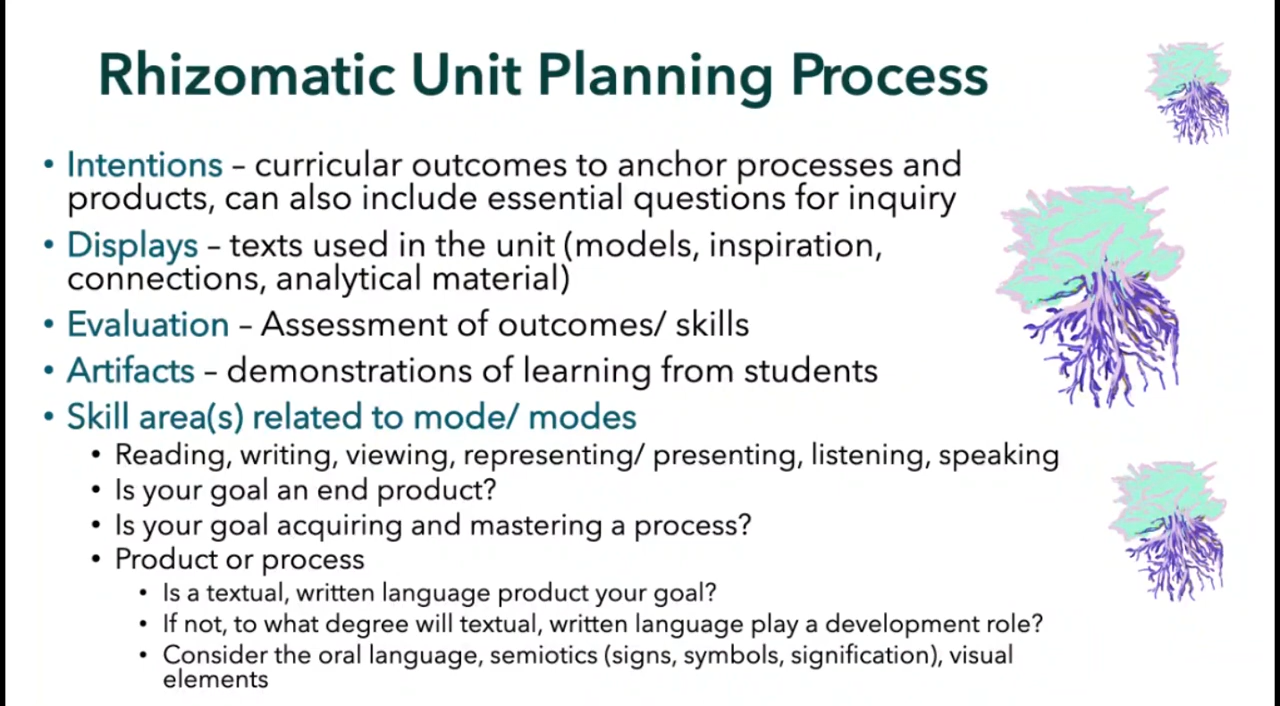 Rhizomatic Unit Planning Process
• Intentions – curricular outcomes to anchor processes and
products, can also include essential questions for inquiry
• Displays – texts used in the unit (models, inspiration,
connections, analytical material)
• Evaluation – Assessment of outcomes/ skills
• Artifacts – demonstrations of learning from students
• Skill area(s) related to mode/ modes
• Reading, writing, viewing, representing/ presenting, listening, speaking
• Is your goal an end product?
• Is your goal acquiring and mastering a process?
• Product or process
• Is a textual, written language product your goal?
• If not, to what degree will textual, written language play a development role?
• Consider the oral language, semiotics (signs, symbols, signification), visual
elements